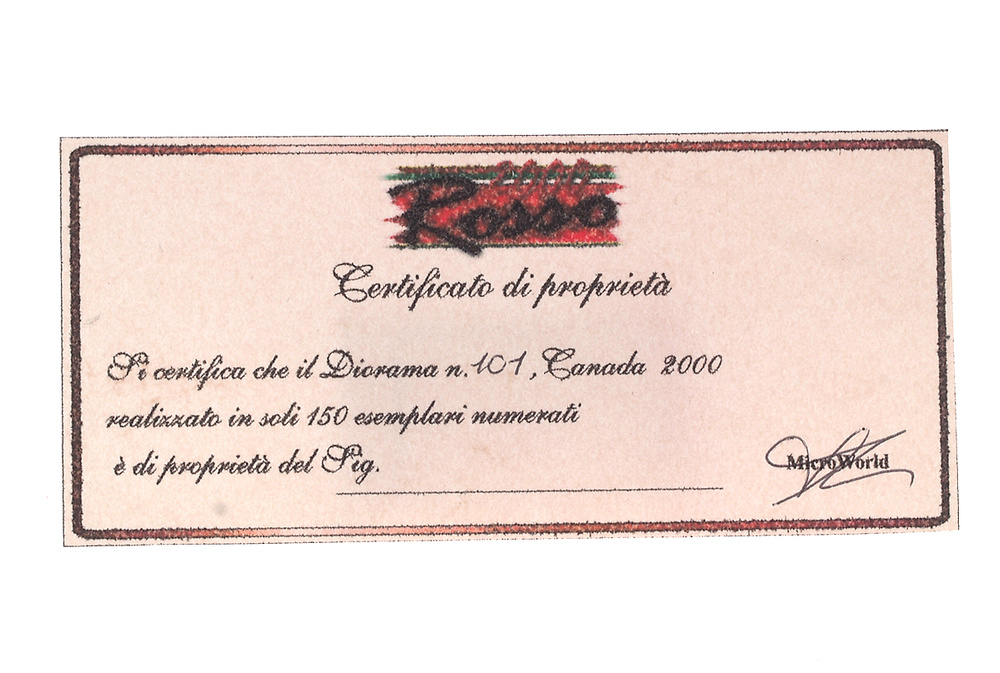 2000
Rosso
Certificato di proprietà
Si certifica che il Diorama n. 101, Canada 2000
realizzato in soli 150 esemplari numerati
è di proprietà del Sig.
MicroWorld